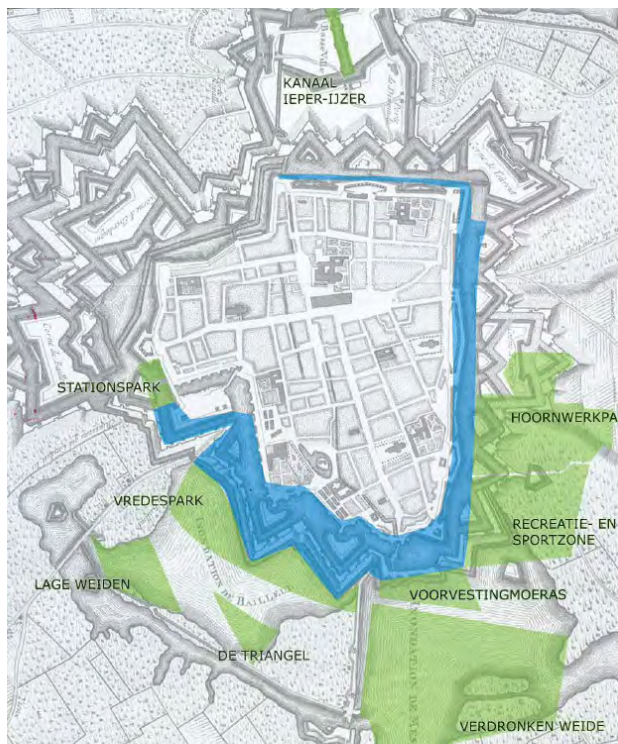 KANAAL
IEPER-IJZER
STATIONSPARK
HOORNWERKPA
VREDESPARK
RECREATIE- EN
SPORTZONE
LAGE WEIDEN
VOORVESTINGMOERAS
DE TRIANGEL
VERDRONKEN WEIDE